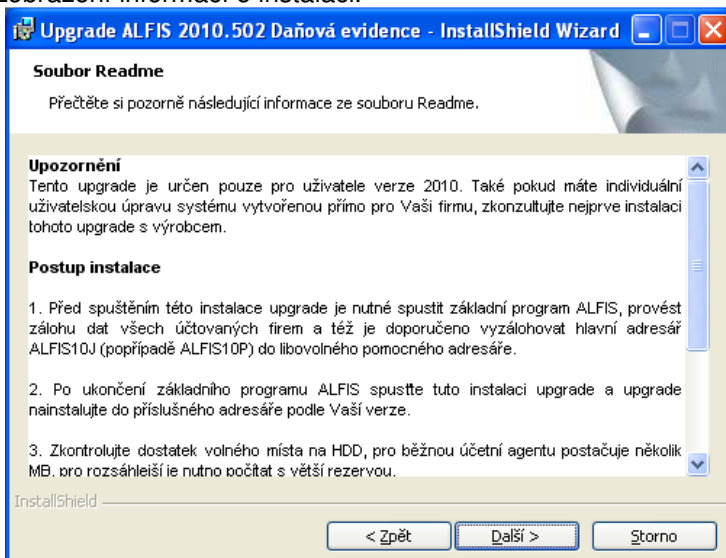 zobrazení informací o instalaci.
Upgrade ALFIS 2010.502 Daňová evidence - InstallShield Wizard
Soubor Readme
Přečtěte si pozorně následující informace ze souboru Readme.
Upozornění
Tento upgrade je určen pouze pro uživatele verze 2010. Také pokud máte individuální
uživatelskou úpravu systému vytvořenou přímo pro Vaši firmu, zkonzultujte nejprve instalaci
tohoto upgrade s výrobcem.
Postup instalace
1. Před spuštěním této instalace upgrade je nutné spustit základní program ALFIS, provést
zálohu dat všech účtovaných firem a též je doporučeno vyzálohovat hlavní adresář
ALFIS10J (popřípadě ALFIS10P) do libovolného pomocného adresáře.
2. Po ukončení základního programu ALFIS spusťte tuto instalaci upgrade a upgrade
nainstalujte do příslušného adresáře podle Vaší verze.
3. Zkontrolujte dostatek volného místa na HDD, pro běžnou účetní agentu postačuje několik
MB, pro rozsáhlejší je nutno počítat s větší rezervou.
InstallShield
< Zpět
Další >
Storno